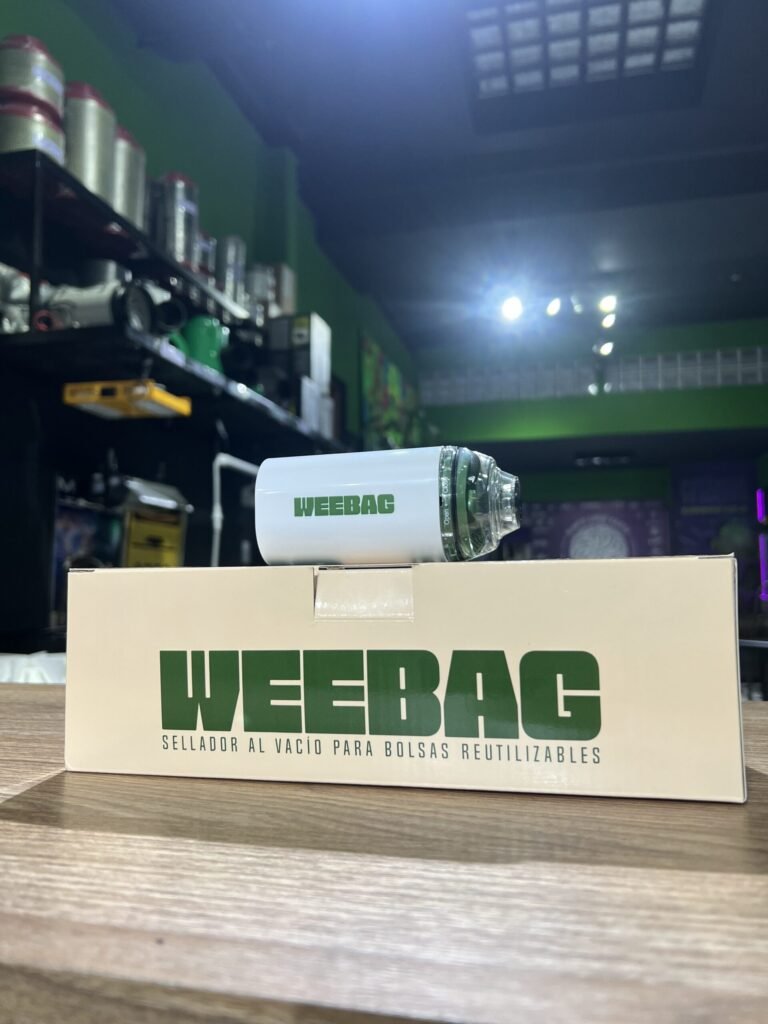 WEEBAG
WEEBAG
SELLADOR AL VACÍO PARA BOLSAS REUTILIZABLES